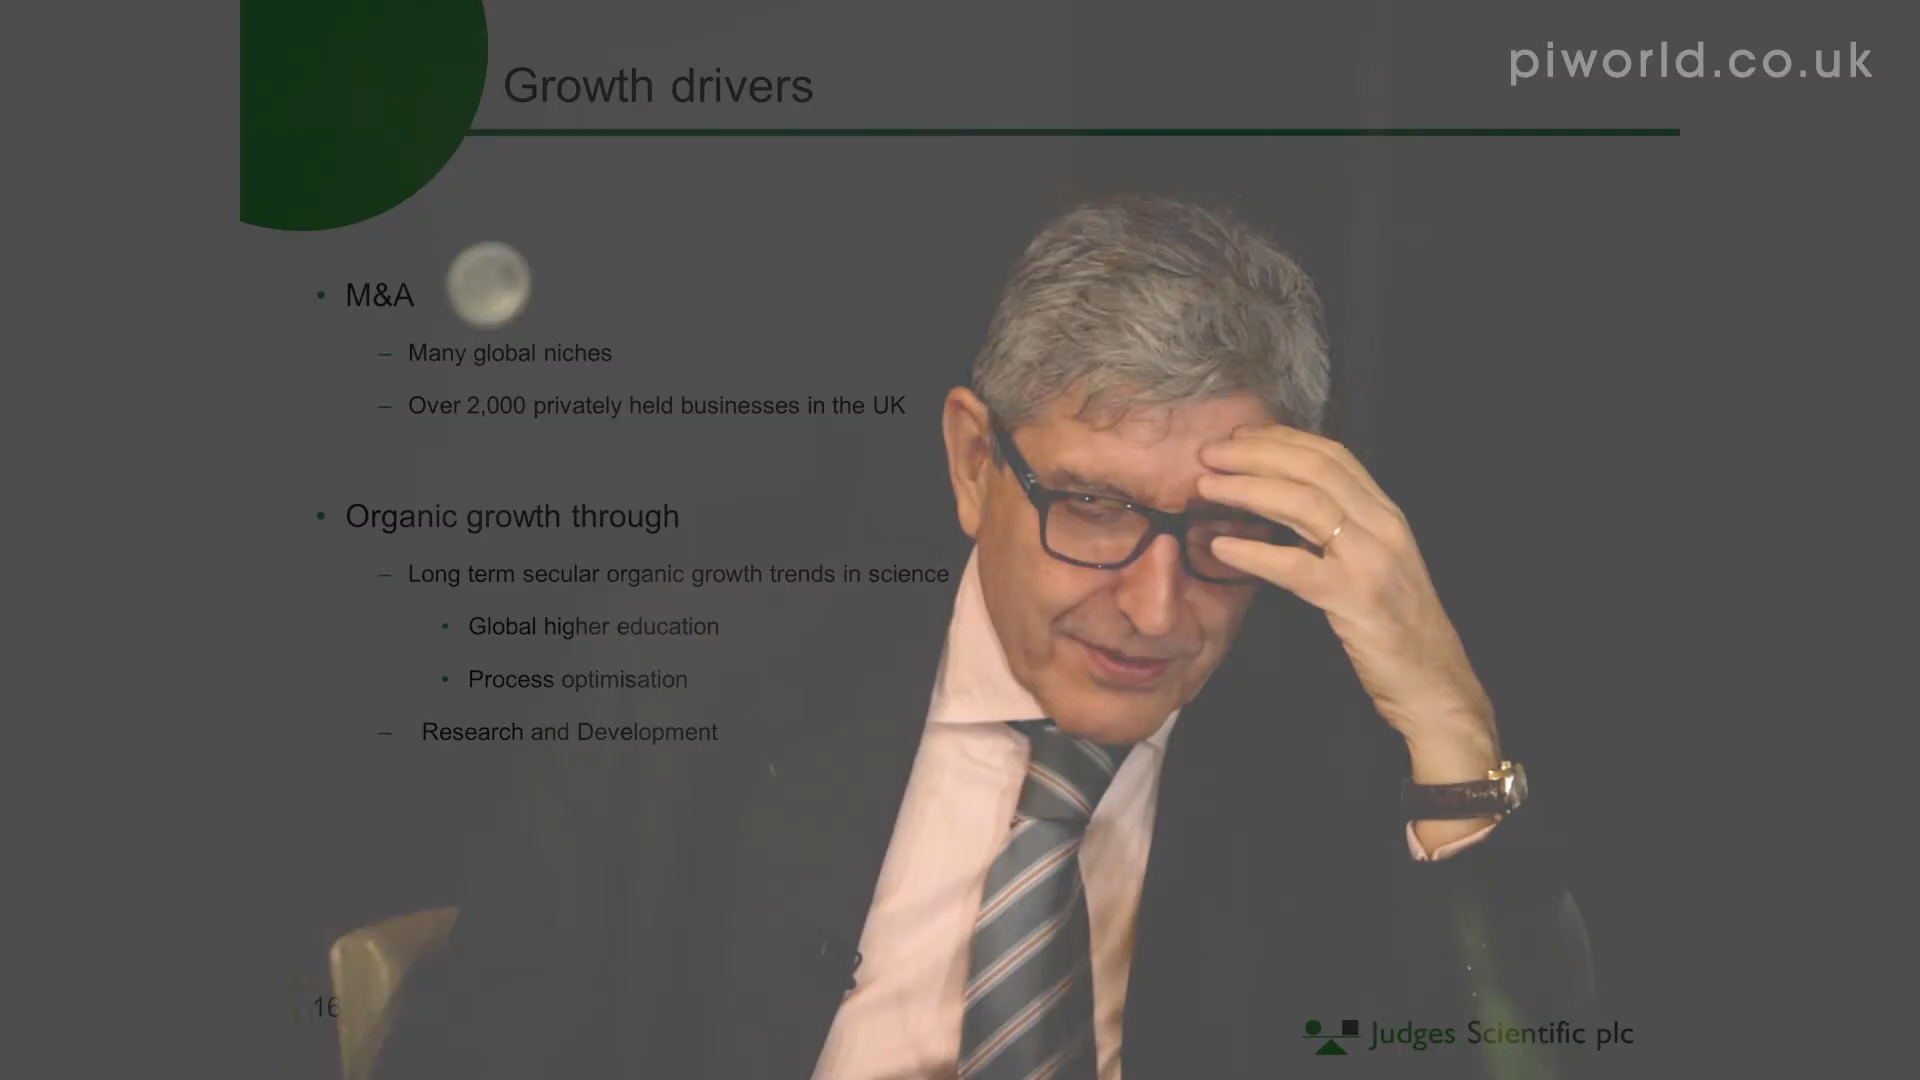 piworld.co.uk
Growth drivers
• M&A
– Many global niches
– Over 2,000 privately held businesses in the UK
• Organic growth through
– Long term secular organic growth trends in science
• Global higher education
• Process optimisation
– Research and Development
16
Judges Scientific plc